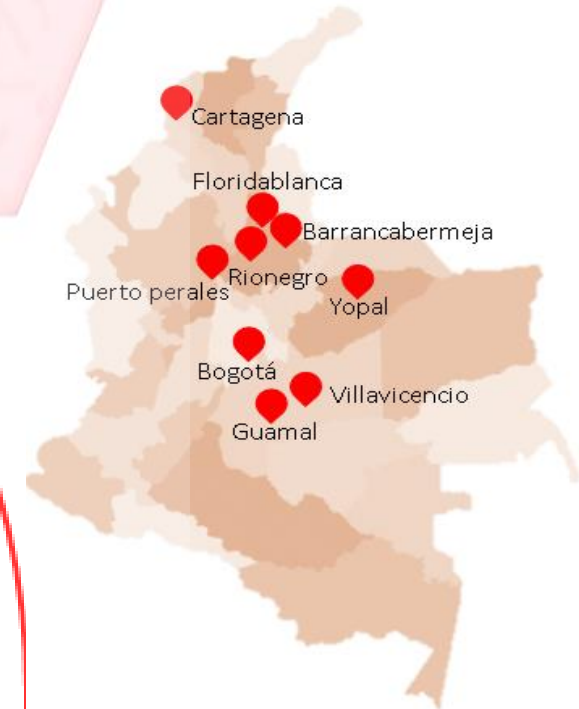 Cartagena
Floridablanca
Barrancabermeja
Rionegro
Puerto perales
Yopal
Bogotá
Villavicencio
Guamal